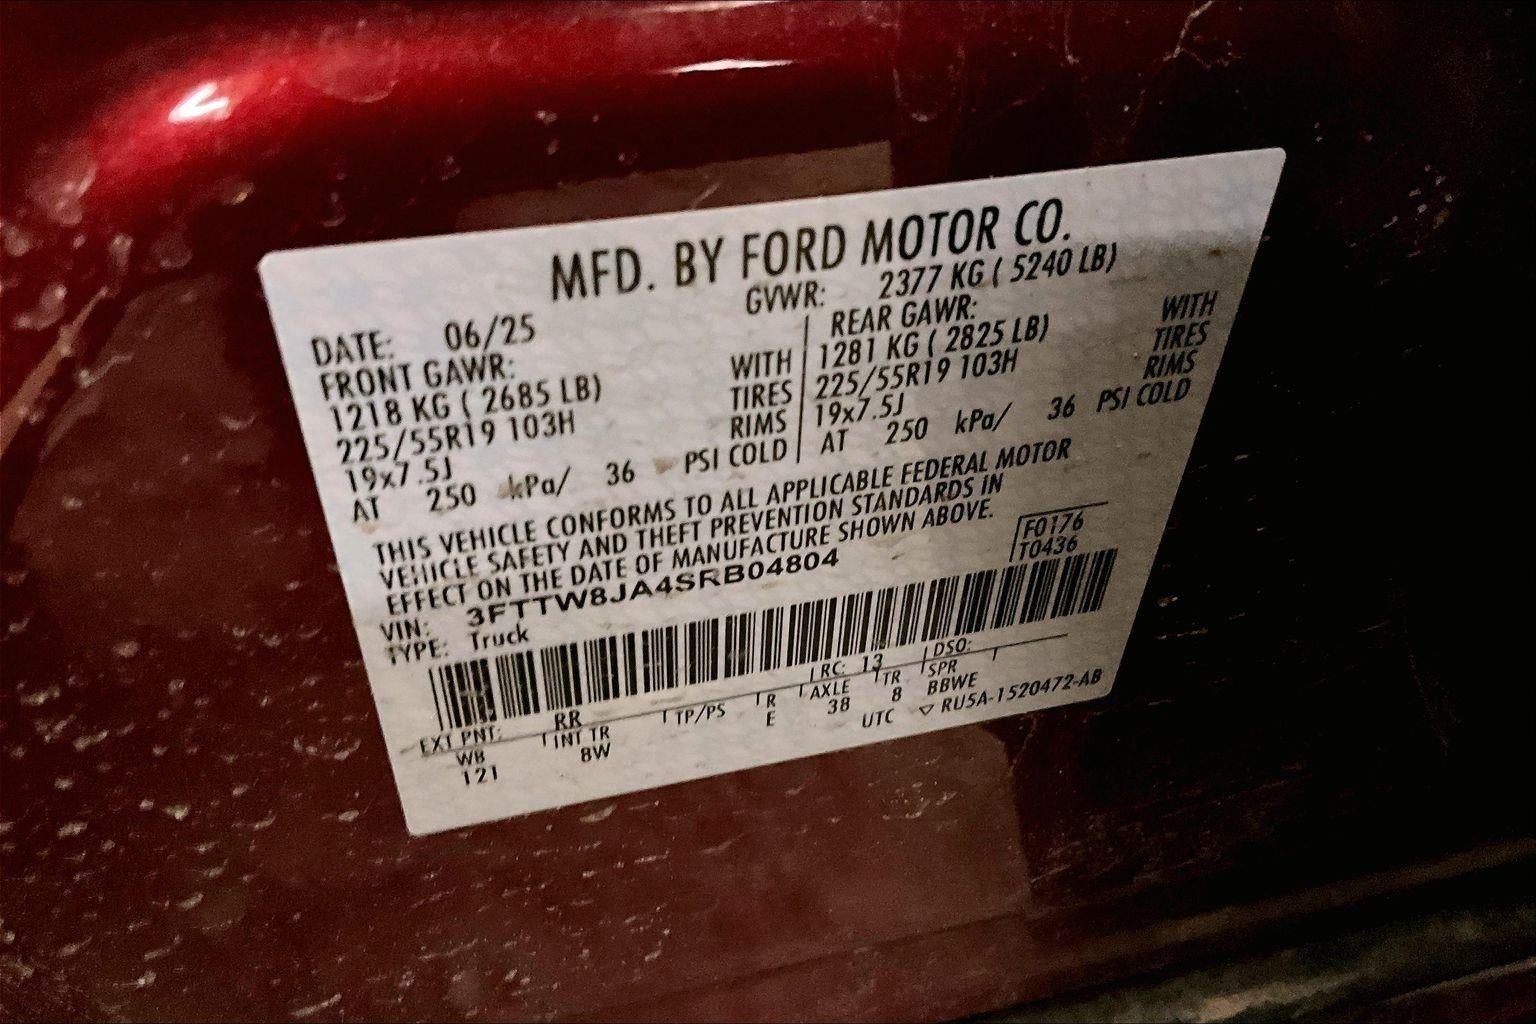 MFD. BY FORD MOTOR CO.
DATE: 06/25 GVWR: 2377 KG ( 5240 LB)
FRONT GAWR: REAR GAWR:
1218 KG ( 2685 LB) WITH 1281 KG ( 2825 LB) WITH
225/55R19 103H TIRES 225/55R19 103H TIRES
19x7.5J RIMS 19x7.5J RIMS
AT 250 kPa/ 36 PSI COLD AT 250 kPa/ 36 PSI COLD
THIS VEHICLE CONFORMS TO ALL APPLICABLE FEDERAL MOTOR
VEHICLE SAFETY AND THEFT PREVENTION STANDARDS IN
EFFECT ON THE DATE OF MANUFACTURE SHOWN ABOVE.
VIN: 3FTTW8JA4SRB04804 F0176
TYPE: Truck T0436
EXT PNT: RR RC: 13 DSO:
WB INT TR TP/PS R AXLE TR SPR
121 8W E 38 8 BBWE
UTC ▽ RU5A-1520472-AB